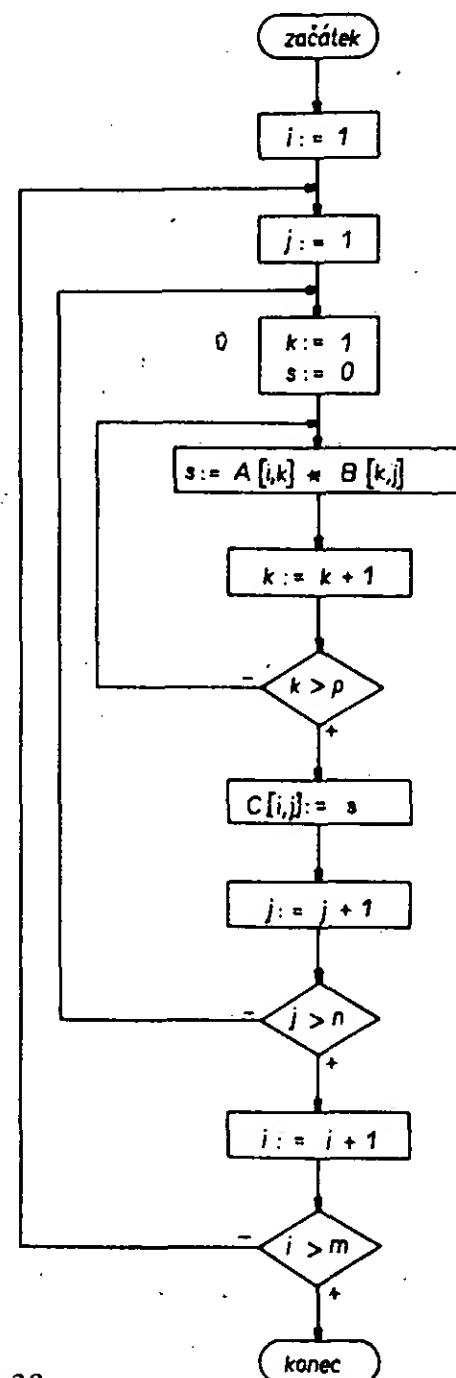 začátek
i := 1
j := 1
0
k := 1
s := 0
s := A [i,k] * B [k,j]
k := k + 1
k > p
-
+
C [i,j] := s
j := j + 1
j > n
-
+
i := i + 1
i > m
-
+
konec